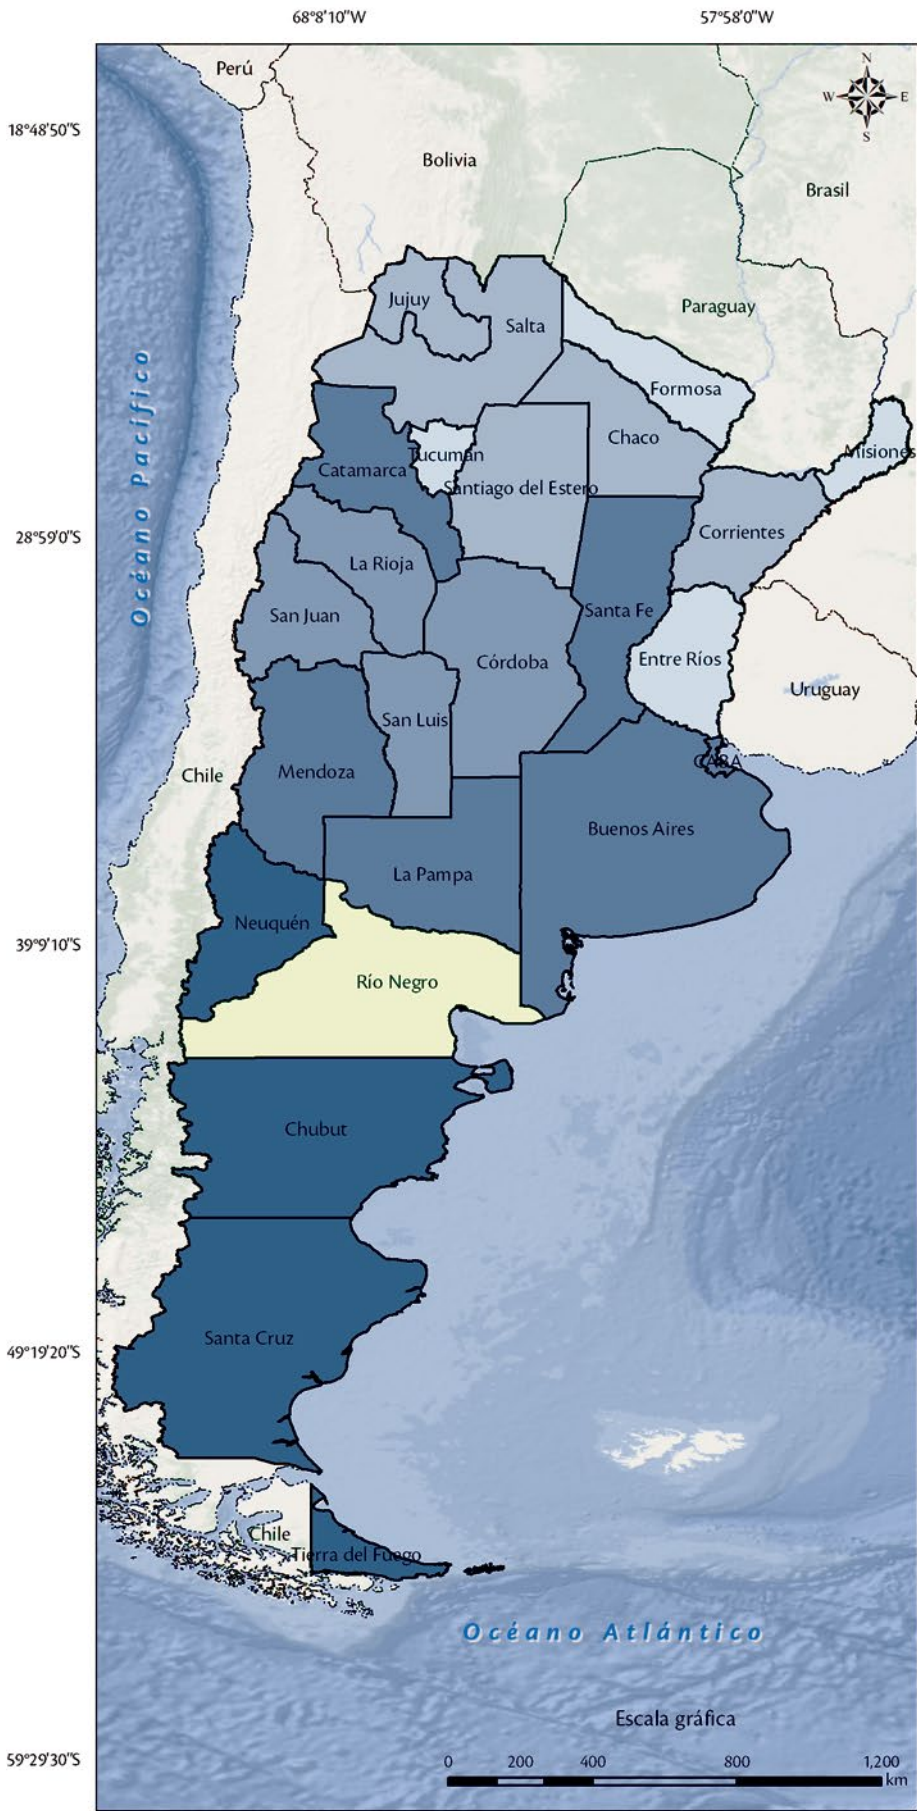 68°8'10"W
57°58'0"W
Perú
N
W
E
S
18°48'50"S
Bolivia
Brasil
Jujuy
Salta
Paraguay
Formosa
Océano Pacífico
Chaco
Tucumán
Misiones
Catamarca
Santiago del Estero
28°59'0"S
Corrientes
La Rioja
San Juan
Santa Fe
Entre Ríos
Córdoba
Uruguay
San Luis
CABA
Mendoza
Chile
Buenos Aires
La Pampa
Neuquén
39°9'10"S
Río Negro
Chubut
Santa Cruz
49°19'20"S
Chile
Tierra del Fuego
Océano Atlántico
Escala gráfica
59°29'30"S
0 200 400 800 1,200
km